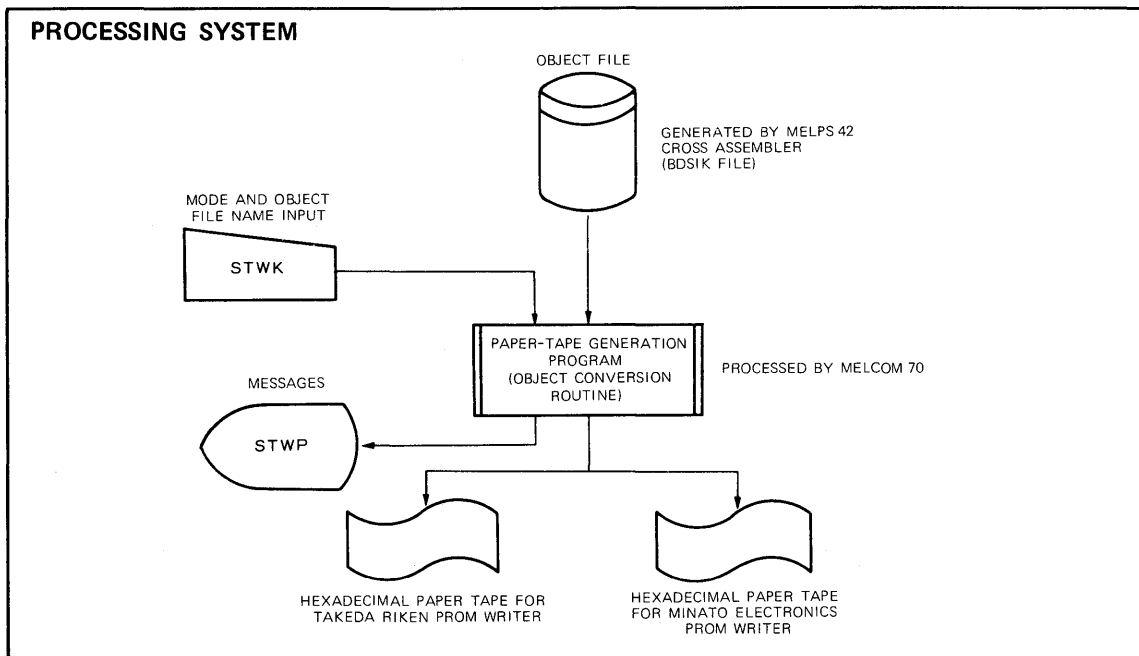 PROCESSING SYSTEM
OBJECT FILE
GENERATED BY MELPS 42
CROSS ASSEMBLER
(BDSIK FILE)
MODE AND OBJECT
FILE NAME INPUT
STWK
PAPER-TAPE GENERATION
PROGRAM
(OBJECT CONVERSION
ROUTINE)
PROCESSED BY MELCOM 70
MESSAGES
STWP
HEXADECIMAL PAPER TAPE FOR
TAKEDA RIKEN PROM WRITER
HEXADECIMAL PAPER TAPE
FOR MINATO ELECTRONICS
PROM WRITER